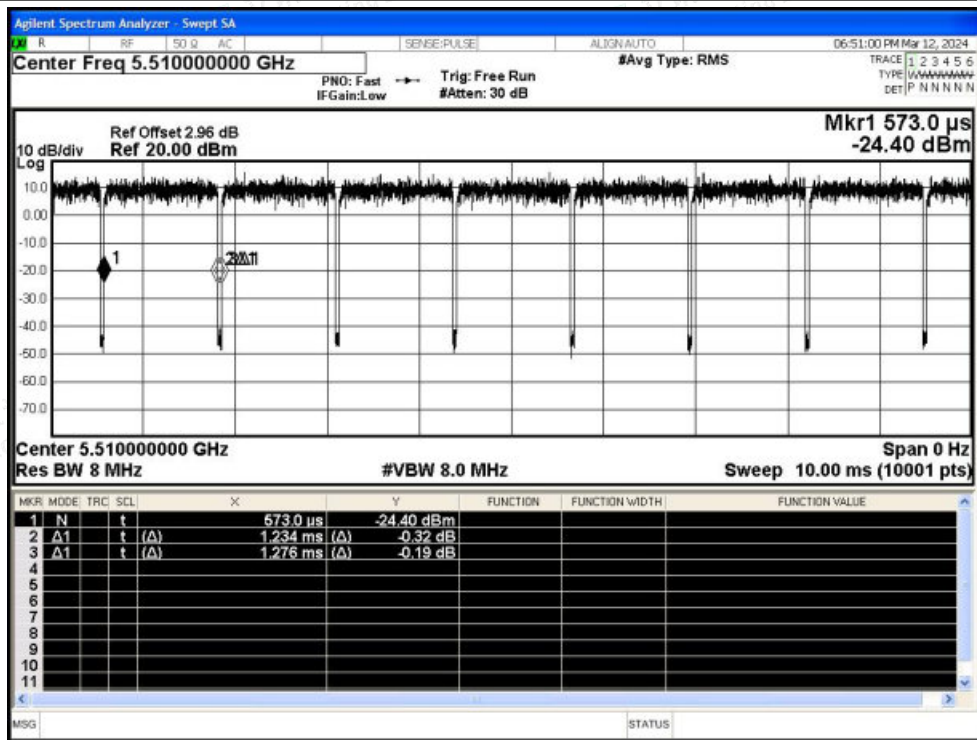 Agilent Spectrum Analyzer - Swept SA
LXI R RF 50 Ω AC SENSE:PULSE ALIGNAUTO 06:51:00 PM Mar 12, 2024
Center Freq 5.510000000 GHz #Avg Type: RMS TRACE 1 2 3 4 5 6
PNO: Fast Trig: Free Run TYPE WWWWWW
IFGain:Low #Atten: 30 dB DET P N N N N N
Mkr1 573.0 µs
Ref Offset 2.96 dB
10 dB/div Ref 20.00 dBm -24.40 dBm
Log
10.0
0.00
-10.0
1
-20.0
-30.0
-40.0
-50.0
-60.0
-70.0
Center 5.510000000 GHz Span 0 Hz
Res BW 8 MHz #VBW 8.0 MHz Sweep 10.00 ms (10001 pts)
MKR MODE TRC SCL X Y FUNCTION FUNCTION WIDTH FUNCTION VALUE
1 N t 573.0 µs -24.40 dBm
2 Δ1 t (Δ) 1.234 ms (Δ) -0.32 dB
3 Δ1 t (Δ) 1.276 ms (Δ) -0.19 dB
4
5
6
7
8
9
10
11
MSG STATUS